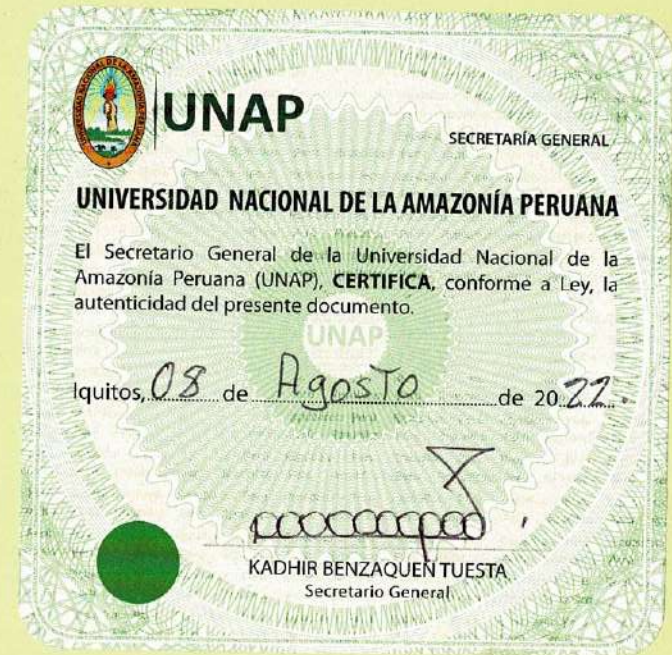 UNAP
SECRETARÍA GENERAL
UNIVERSIDAD NACIONAL DE LA AMAZONÍA PERUANA
El Secretario General de la Universidad Nacional de la
Amazonía Peruana (UNAP), CERTIFICA, conforme a Ley, la
autenticidad del presente documento.
UNAP
Iquitos, 08 de Agosto de 2022.
KADHIR BENZAQUEN TUESTA
Secretario General